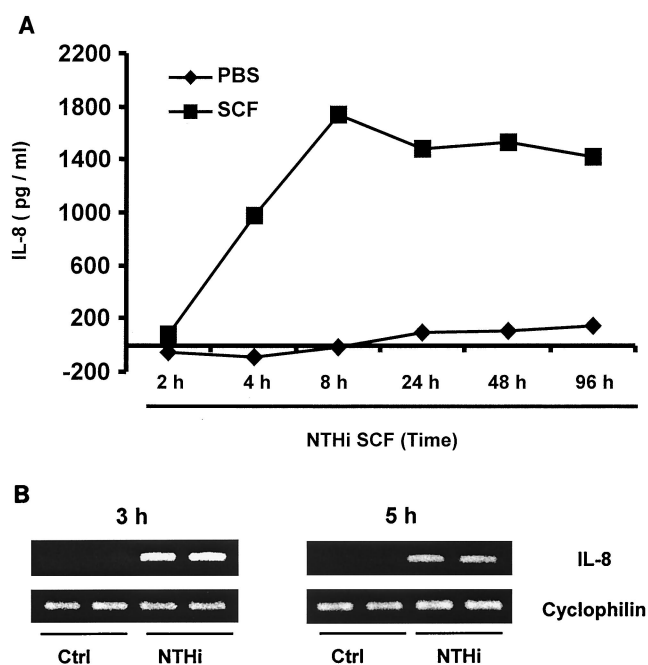 A
2200
1800
1400
1000
600
200
-200
IL-8 ( pg / ml)
PBS
SCF
2 h 4 h 8 h 24 h 48 h 96 h
NTHi SCF (Time)
B
3 h 5 h
IL-8
Cyclophilin
Ctrl NTHi Ctrl NTHi